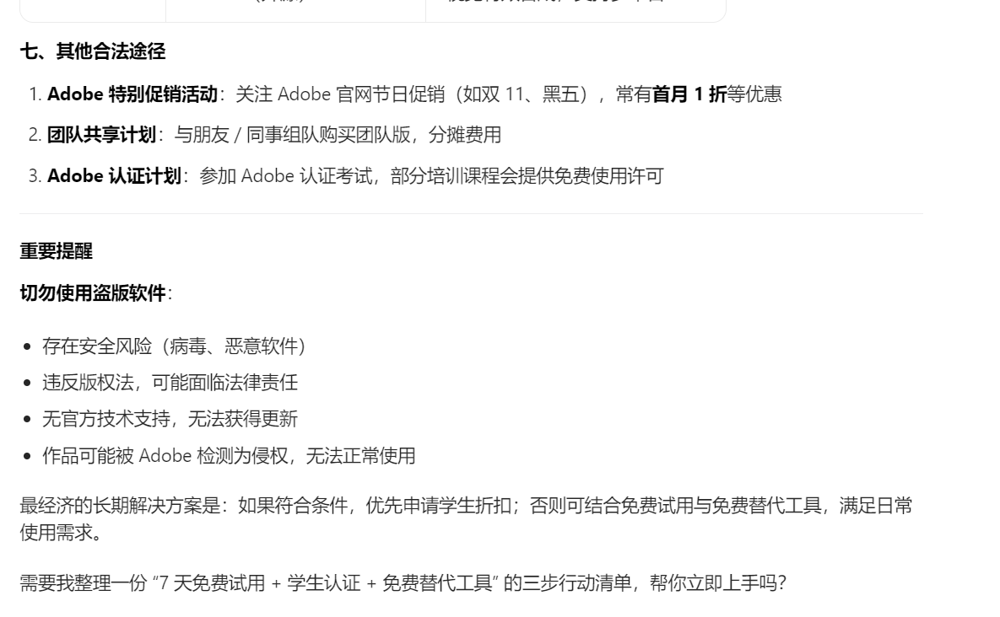 七、其他合法途径
1. Adobe 特别促销活动：关注 Adobe 官网节日促销（如双 11、黑五），常有首月 1 折等优惠
2. 团队共享计划：与朋友 / 同事组队购买团队版，分摊费用
3. Adobe 认证计划：参加 Adobe 认证考试，部分培训课程会提供免费使用许可
重要提醒
切勿使用盗版软件：
• 存在安全风险（病毒、恶意软件）
• 违反版权法，可能面临法律责任
• 无官方技术支持，无法获得更新
• 作品可能被 Adobe 检测为侵权，无法正常使用
最经济的长期解决方案是：如果符合条件，优先申请学生折扣；否则可结合免费试用与免费替代工具，满足日常
使用需求。
需要我整理一份 “7 天免费试用 + 学生认证 + 免费替代工具” 的三步行动清单，帮你立即上手吗？